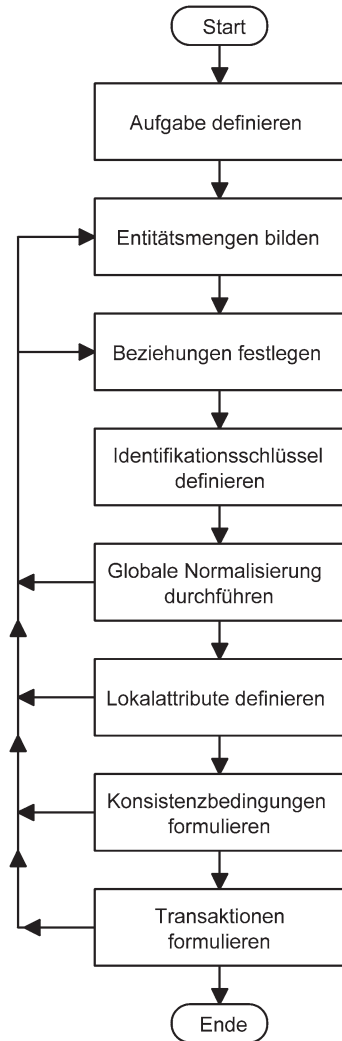 Start
Aufgabe definieren
Entitätsmengen bilden
Beziehungen festlegen
Identifikationsschlüssel
definieren
Globale Normalisierung
durchführen
Lokalattribute definieren
Konsistenzbedingungen
formulieren
Transaktionen
formulieren
Ende